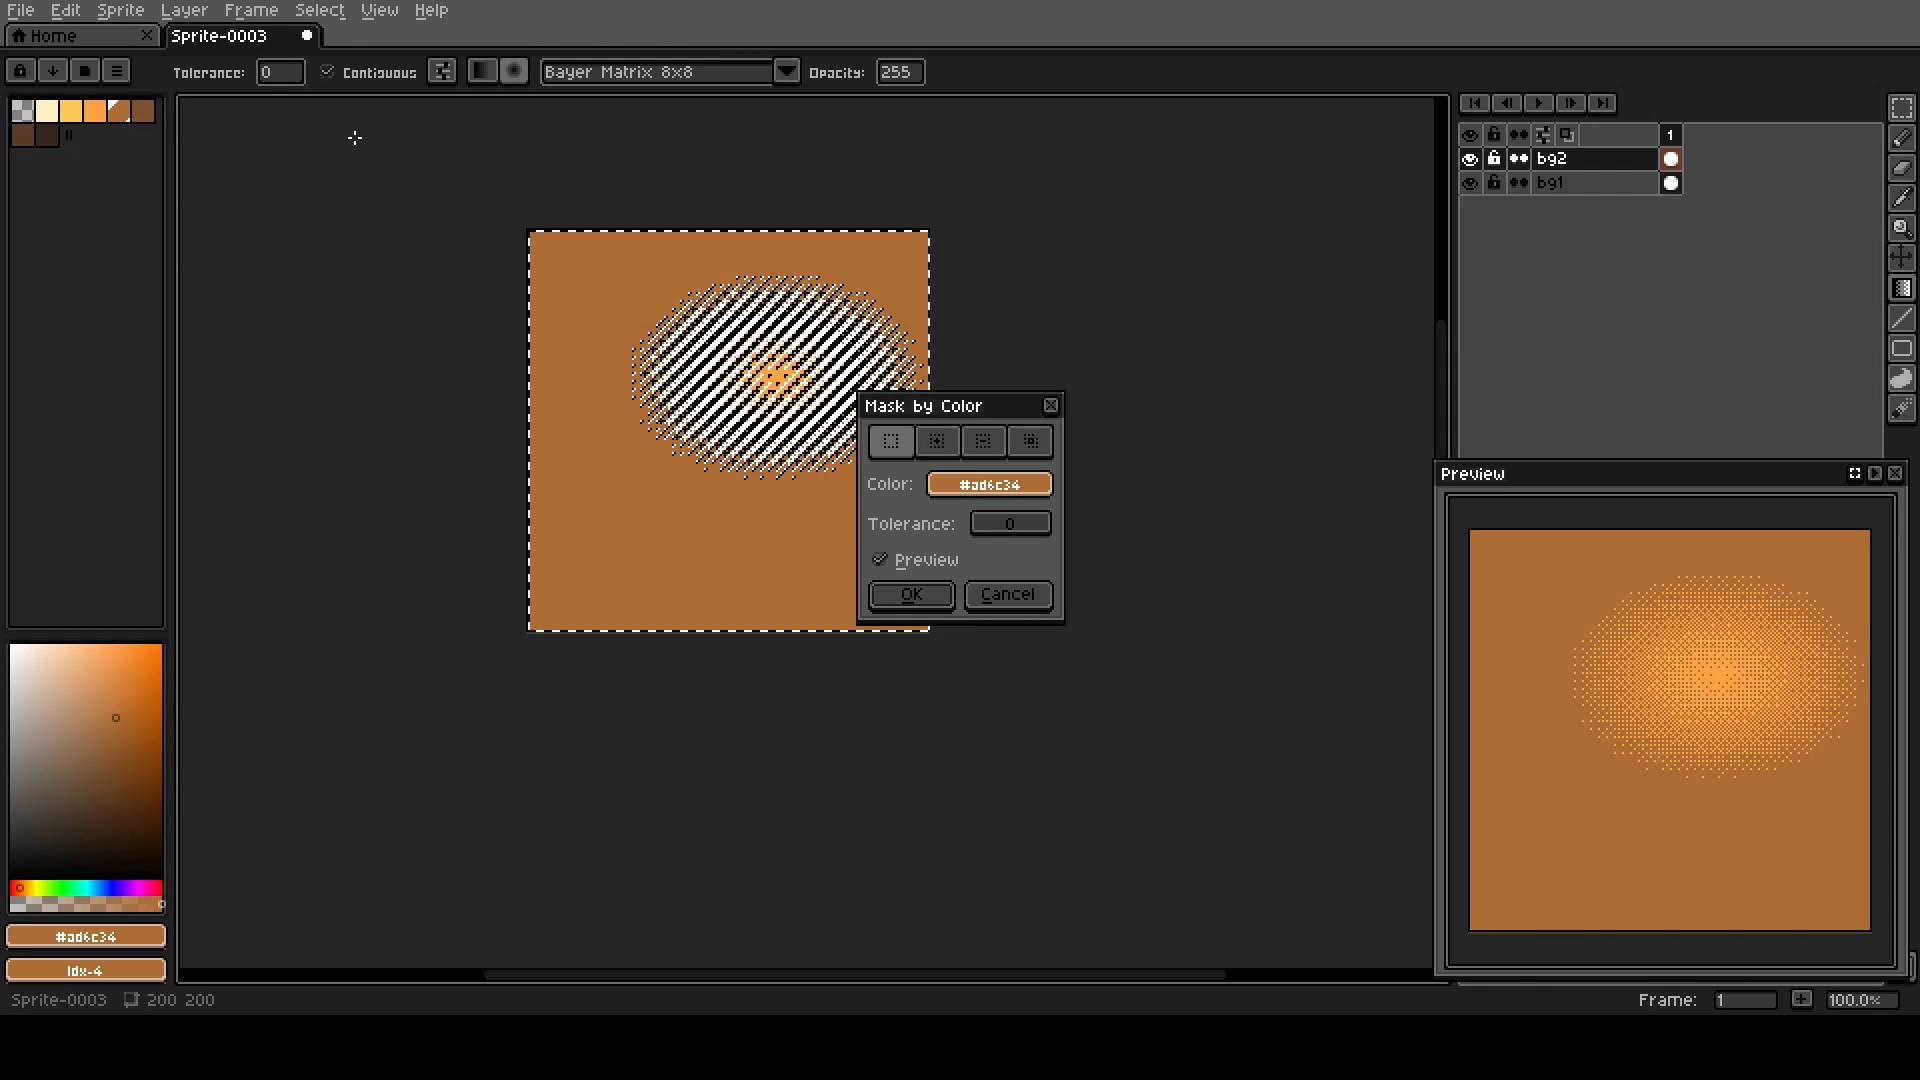 File Edit Sprite Layer Frame Select View Help
Home Sprite-0003
Tolerance: 0 Contiguous Bayer Matrix 8x8 Opacity: 255
1
bg2
bg1
Mask by Color
Color: #ad6c34
Tolerance: 0
Preview
OK Cancel
Preview
#ad6c34
Idx-4
Sprite-0003 200 200 Frame: 1 100.0%